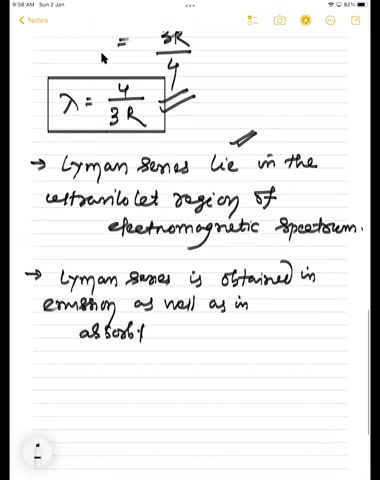 9:58 AM Sun 2 Jan
82%
Notes
= 3R
4
λ = 4
3R
→ Lyman series lie in the
ultraviolet region of
electromagnetic spectrum.
→ Lyman series is obtained in
emission as well as in
absorb